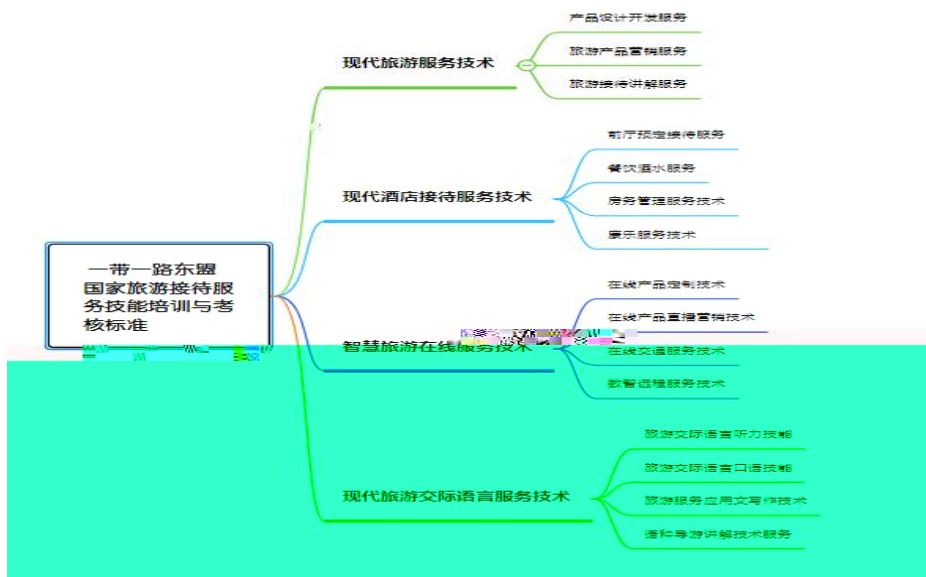 现代旅游服务技术
产品设计开发服务
旅游产品营销服务
旅游接待讲解服务
现代酒店接待服务技术
前厅预定接待服务
餐饮酒水服务
房务管理服务技术
康乐服务技术
一带一路东盟
国家旅游接待服
务技能培训与考
核标准
智慧旅游在线服务技术
在线产品定制技术
在线产品直播营销技术
在线交通服务技术
数智远程服务技术
现代旅游交际语言服务技术
旅游交际语言听力技能
旅游交际语言口语技能
旅游服务应用文写作技术
语种导游讲解技术服务